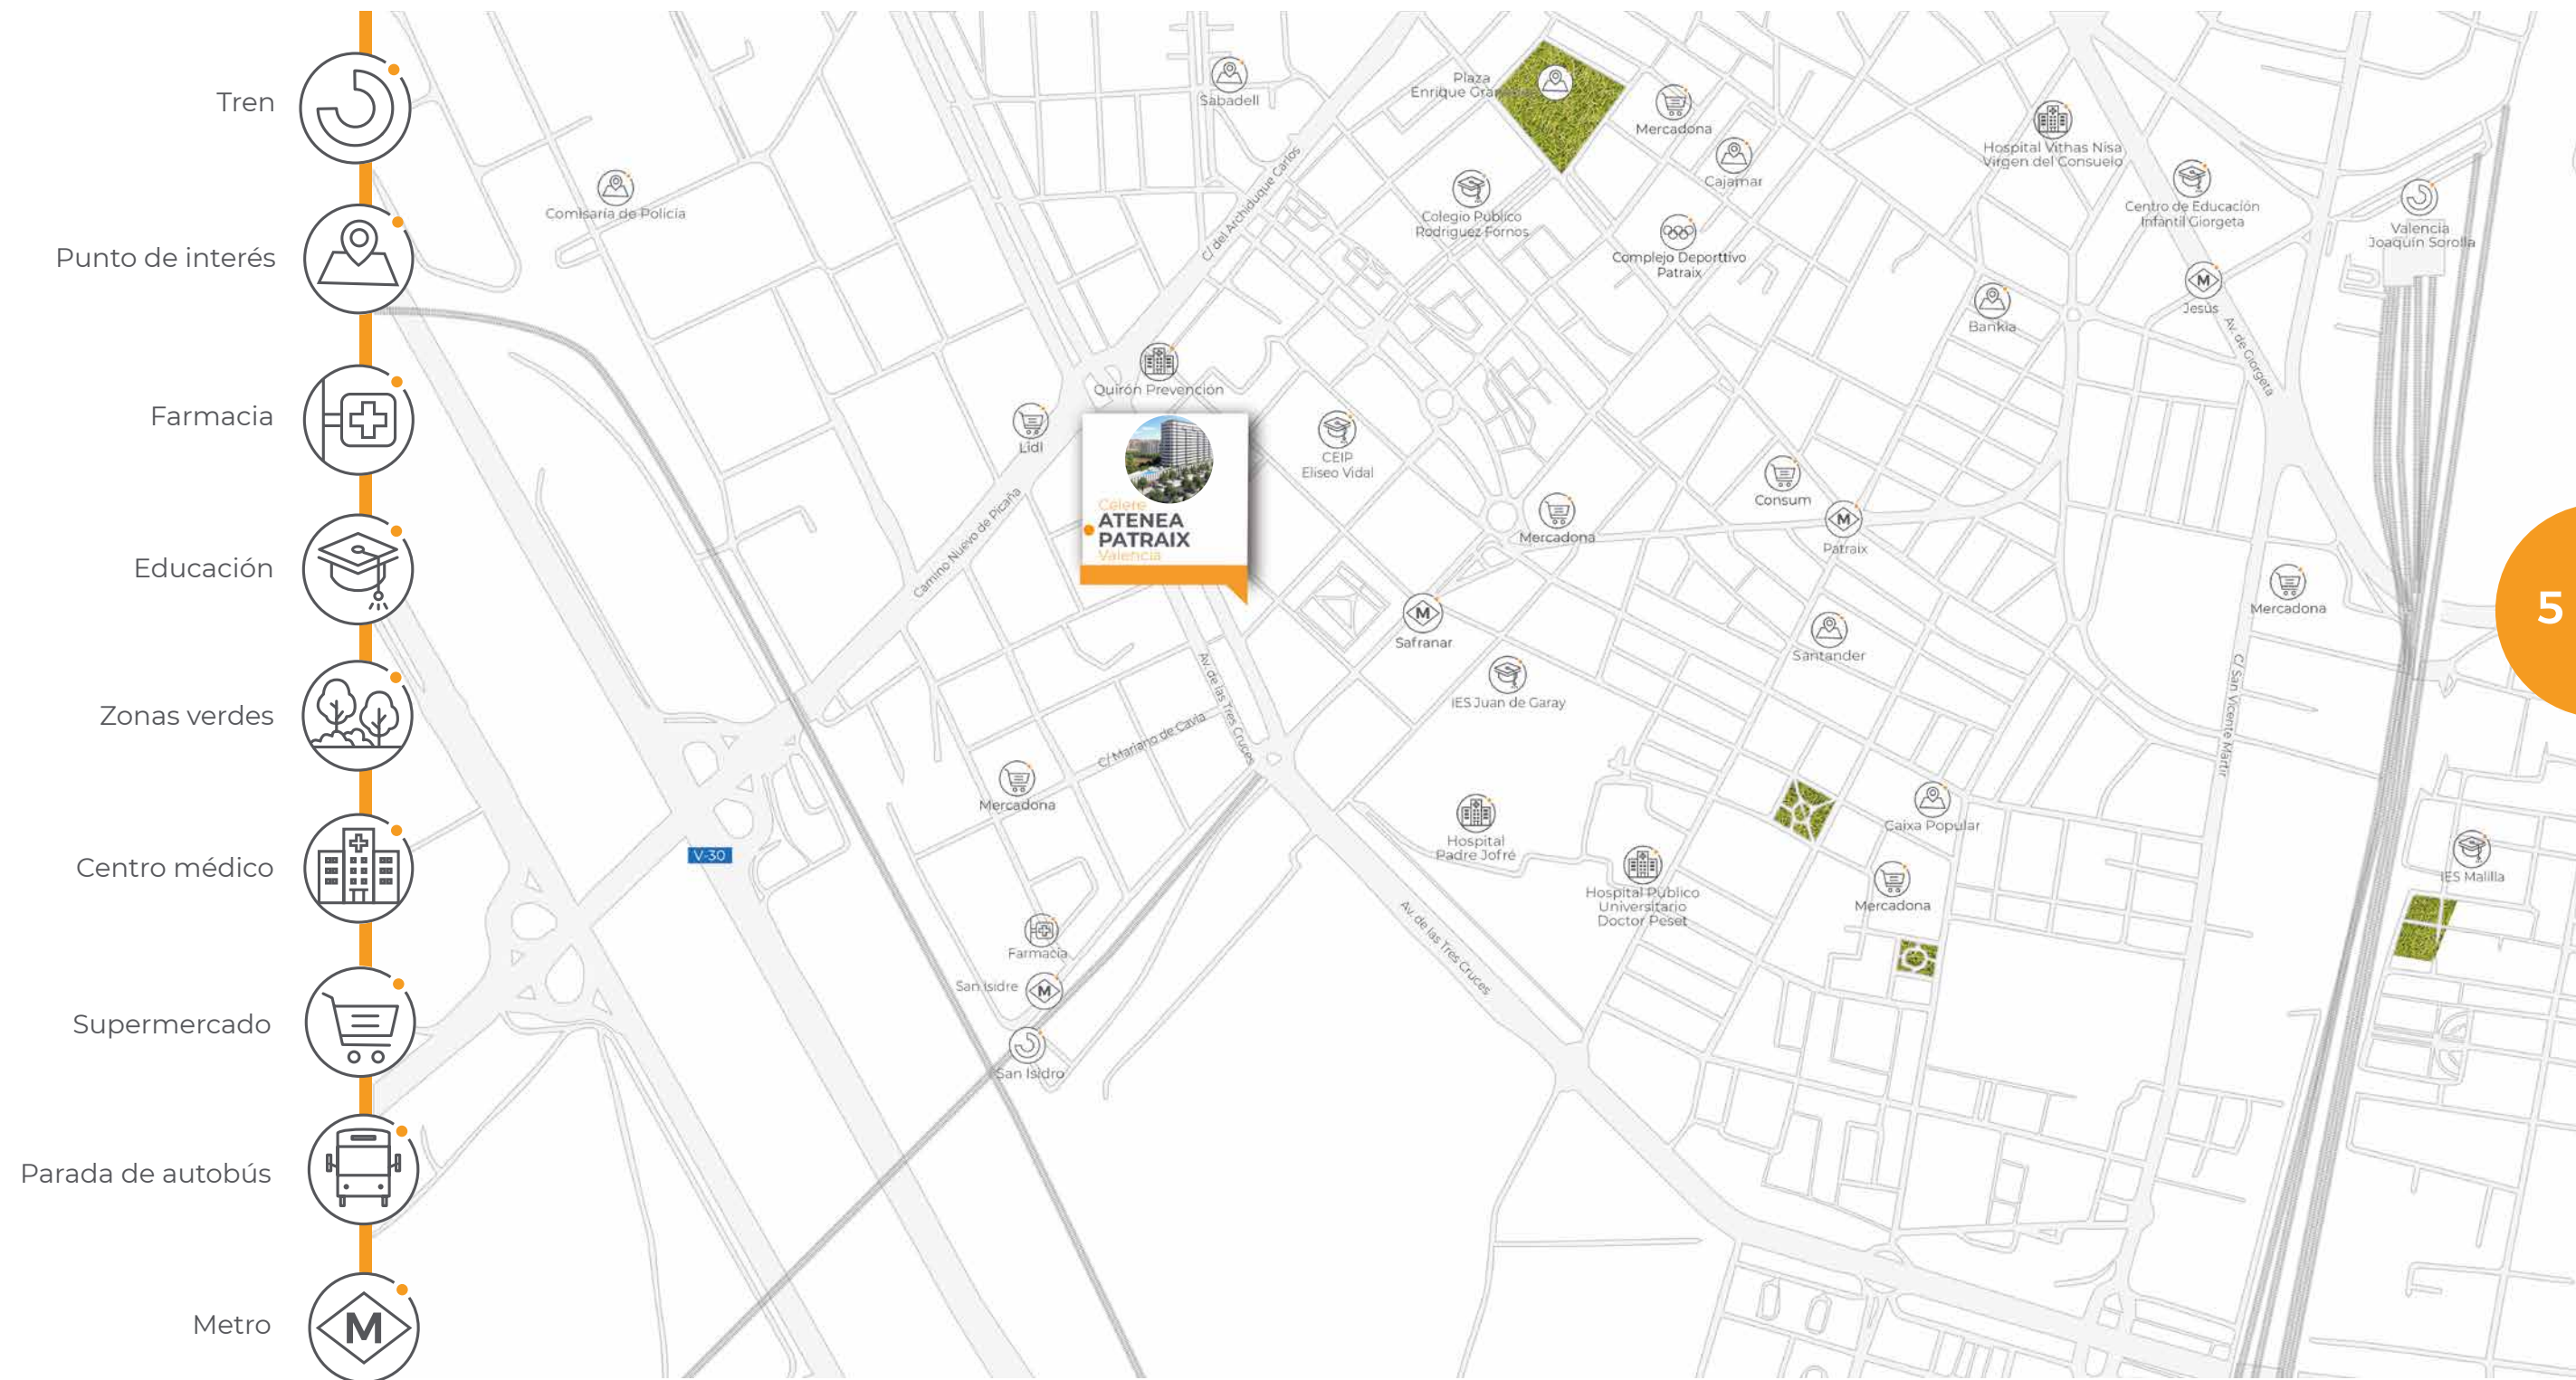 Tren
Punto de interés
Farmacia
Educación
Zonas verdes
Centro médico
Supermercado
Parada de autobús
Metro
M
Sabadell
Plaza
Enrique Granados
Mercadona
Cajamar
Hospital Vithas Nisa
Virgen del Consuelo
Comisaría de Policía
C/ del Archiduque Carlos
Colegio Público
Rodriguez Fornos
Complejo Deporttivo
Patraix
Centro de Educación
Infantil Giorgeta
Valencia
Joaquín Sorolla
M
Jesús
Bankia
Av. de Giorgeta
Quirón Prevención
Lidl
CEIP
Eliseo Vidal
Célere
ATENEA
PATRAIX
Valencia
Camino Nuevo de Picaña
Mercadona
Consum
M
Patraix
Mercadona
5
M
Safranar
Santander
IES Juan de Garay
Av. de las Tres Cruces
C/ Mariano de Cavia
C/ San Vicente Mártir
Mercadona
V-30
Hospital
Padre Jofré
Caixa Popular
Hospital Público
Universitario
Doctor Peset
Mercadona
IES Malilla
Av. de las Tres Cruces
Farmacia
San Isidre
M
San Isidro